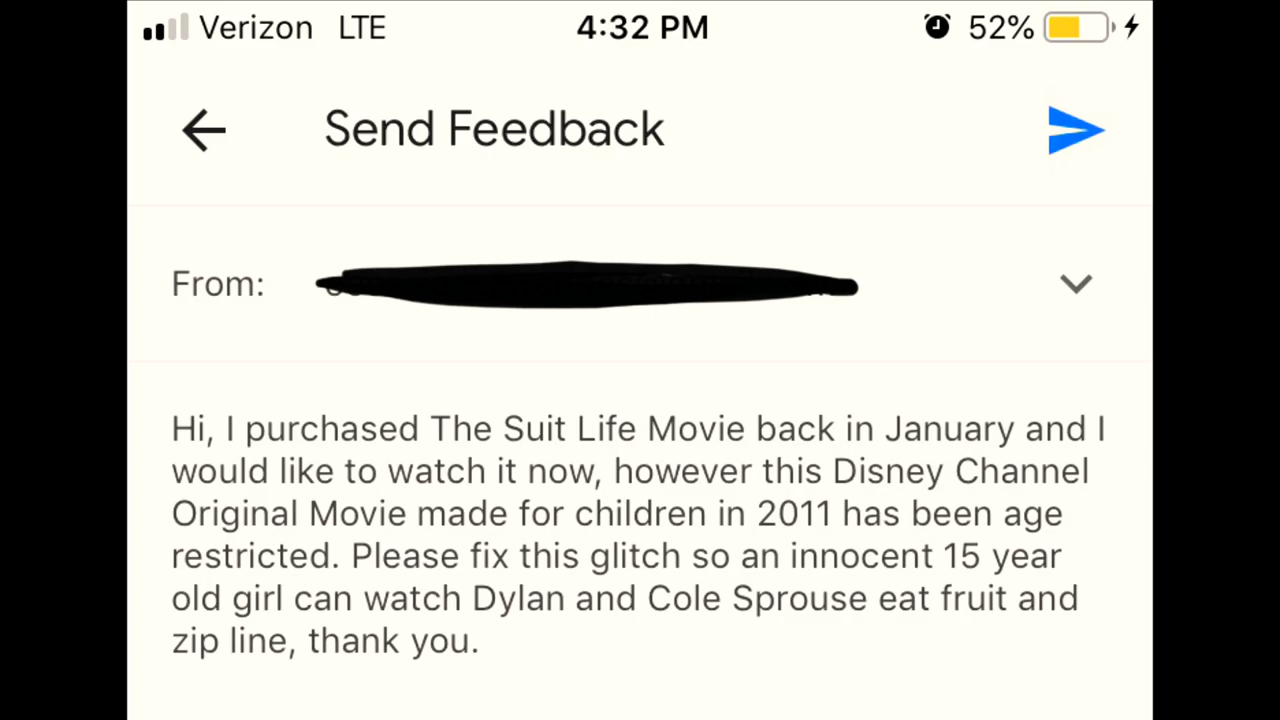 Verizon LTE 4:32 PM 52%
Send Feedback
From:
Hi, I purchased The Suit Life Movie back in January and I
would like to watch it now, however this Disney Channel
Original Movie made for children in 2011 has been age
restricted. Please fix this glitch so an innocent 15 year
old girl can watch Dylan and Cole Sprouse eat fruit and
zip line, thank you.